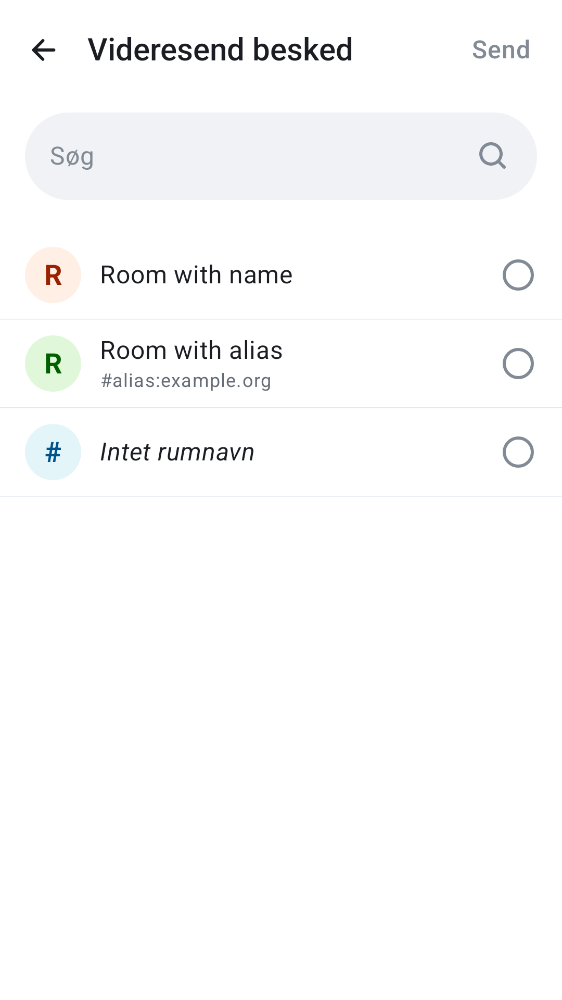 Videresend besked
Send
Søg
R
Room with name
R
Room with alias
#alias:example.org
#
Intet rumnavn